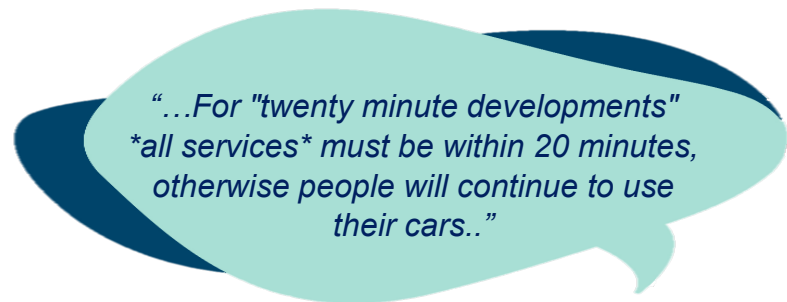 “…For "twenty minute developments"
*all services* must be within 20 minutes,
otherwise people will continue to use
their cars..”